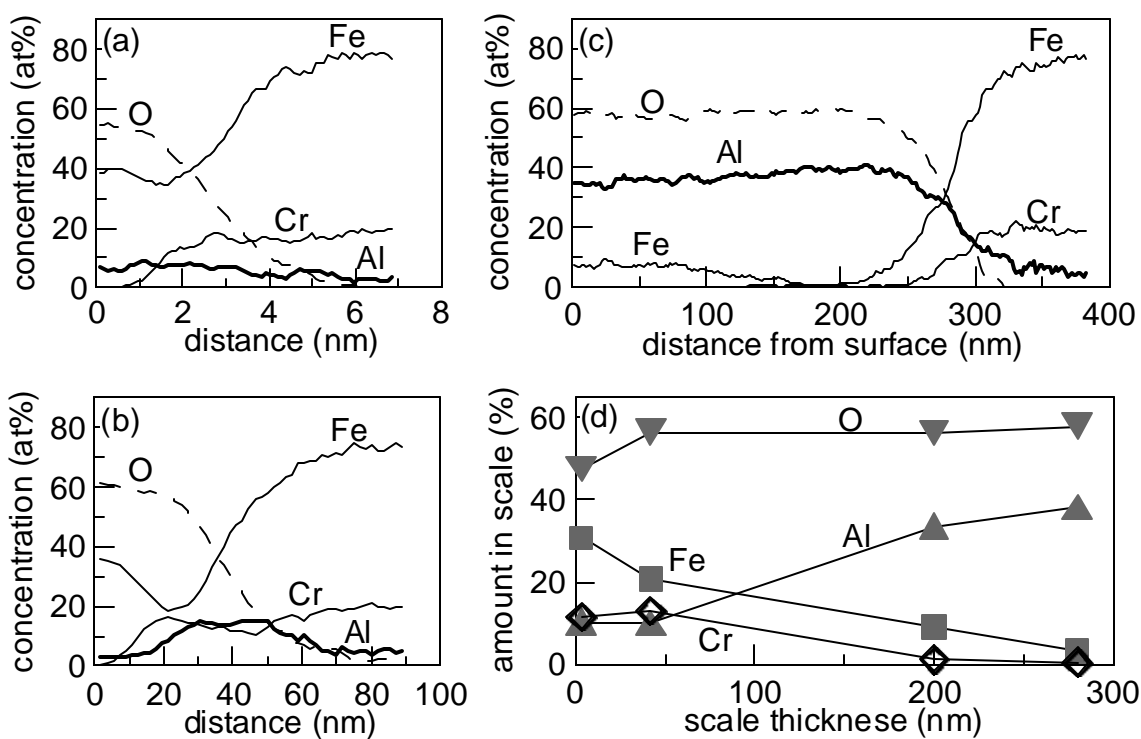 (a)
Fe
O
Cr
Al
concentration (at%)
80
60
40
20
0
0 2 4 6 8
distance (nm)
(c)
Fe
O
Al
Fe
Cr
concentration (at%)
80
60
40
20
0
0 100 200 300 400
distance from surface (nm)
(b)
Fe
O
Cr
Al
concentration (at%)
80
60
40
20
0
0 20 40 60 80 100
distance (nm)
(d)
O
Al
Fe
Cr
amount in scale (%)
60
40
20
0
0 100 200 300
scale thicknese (nm)